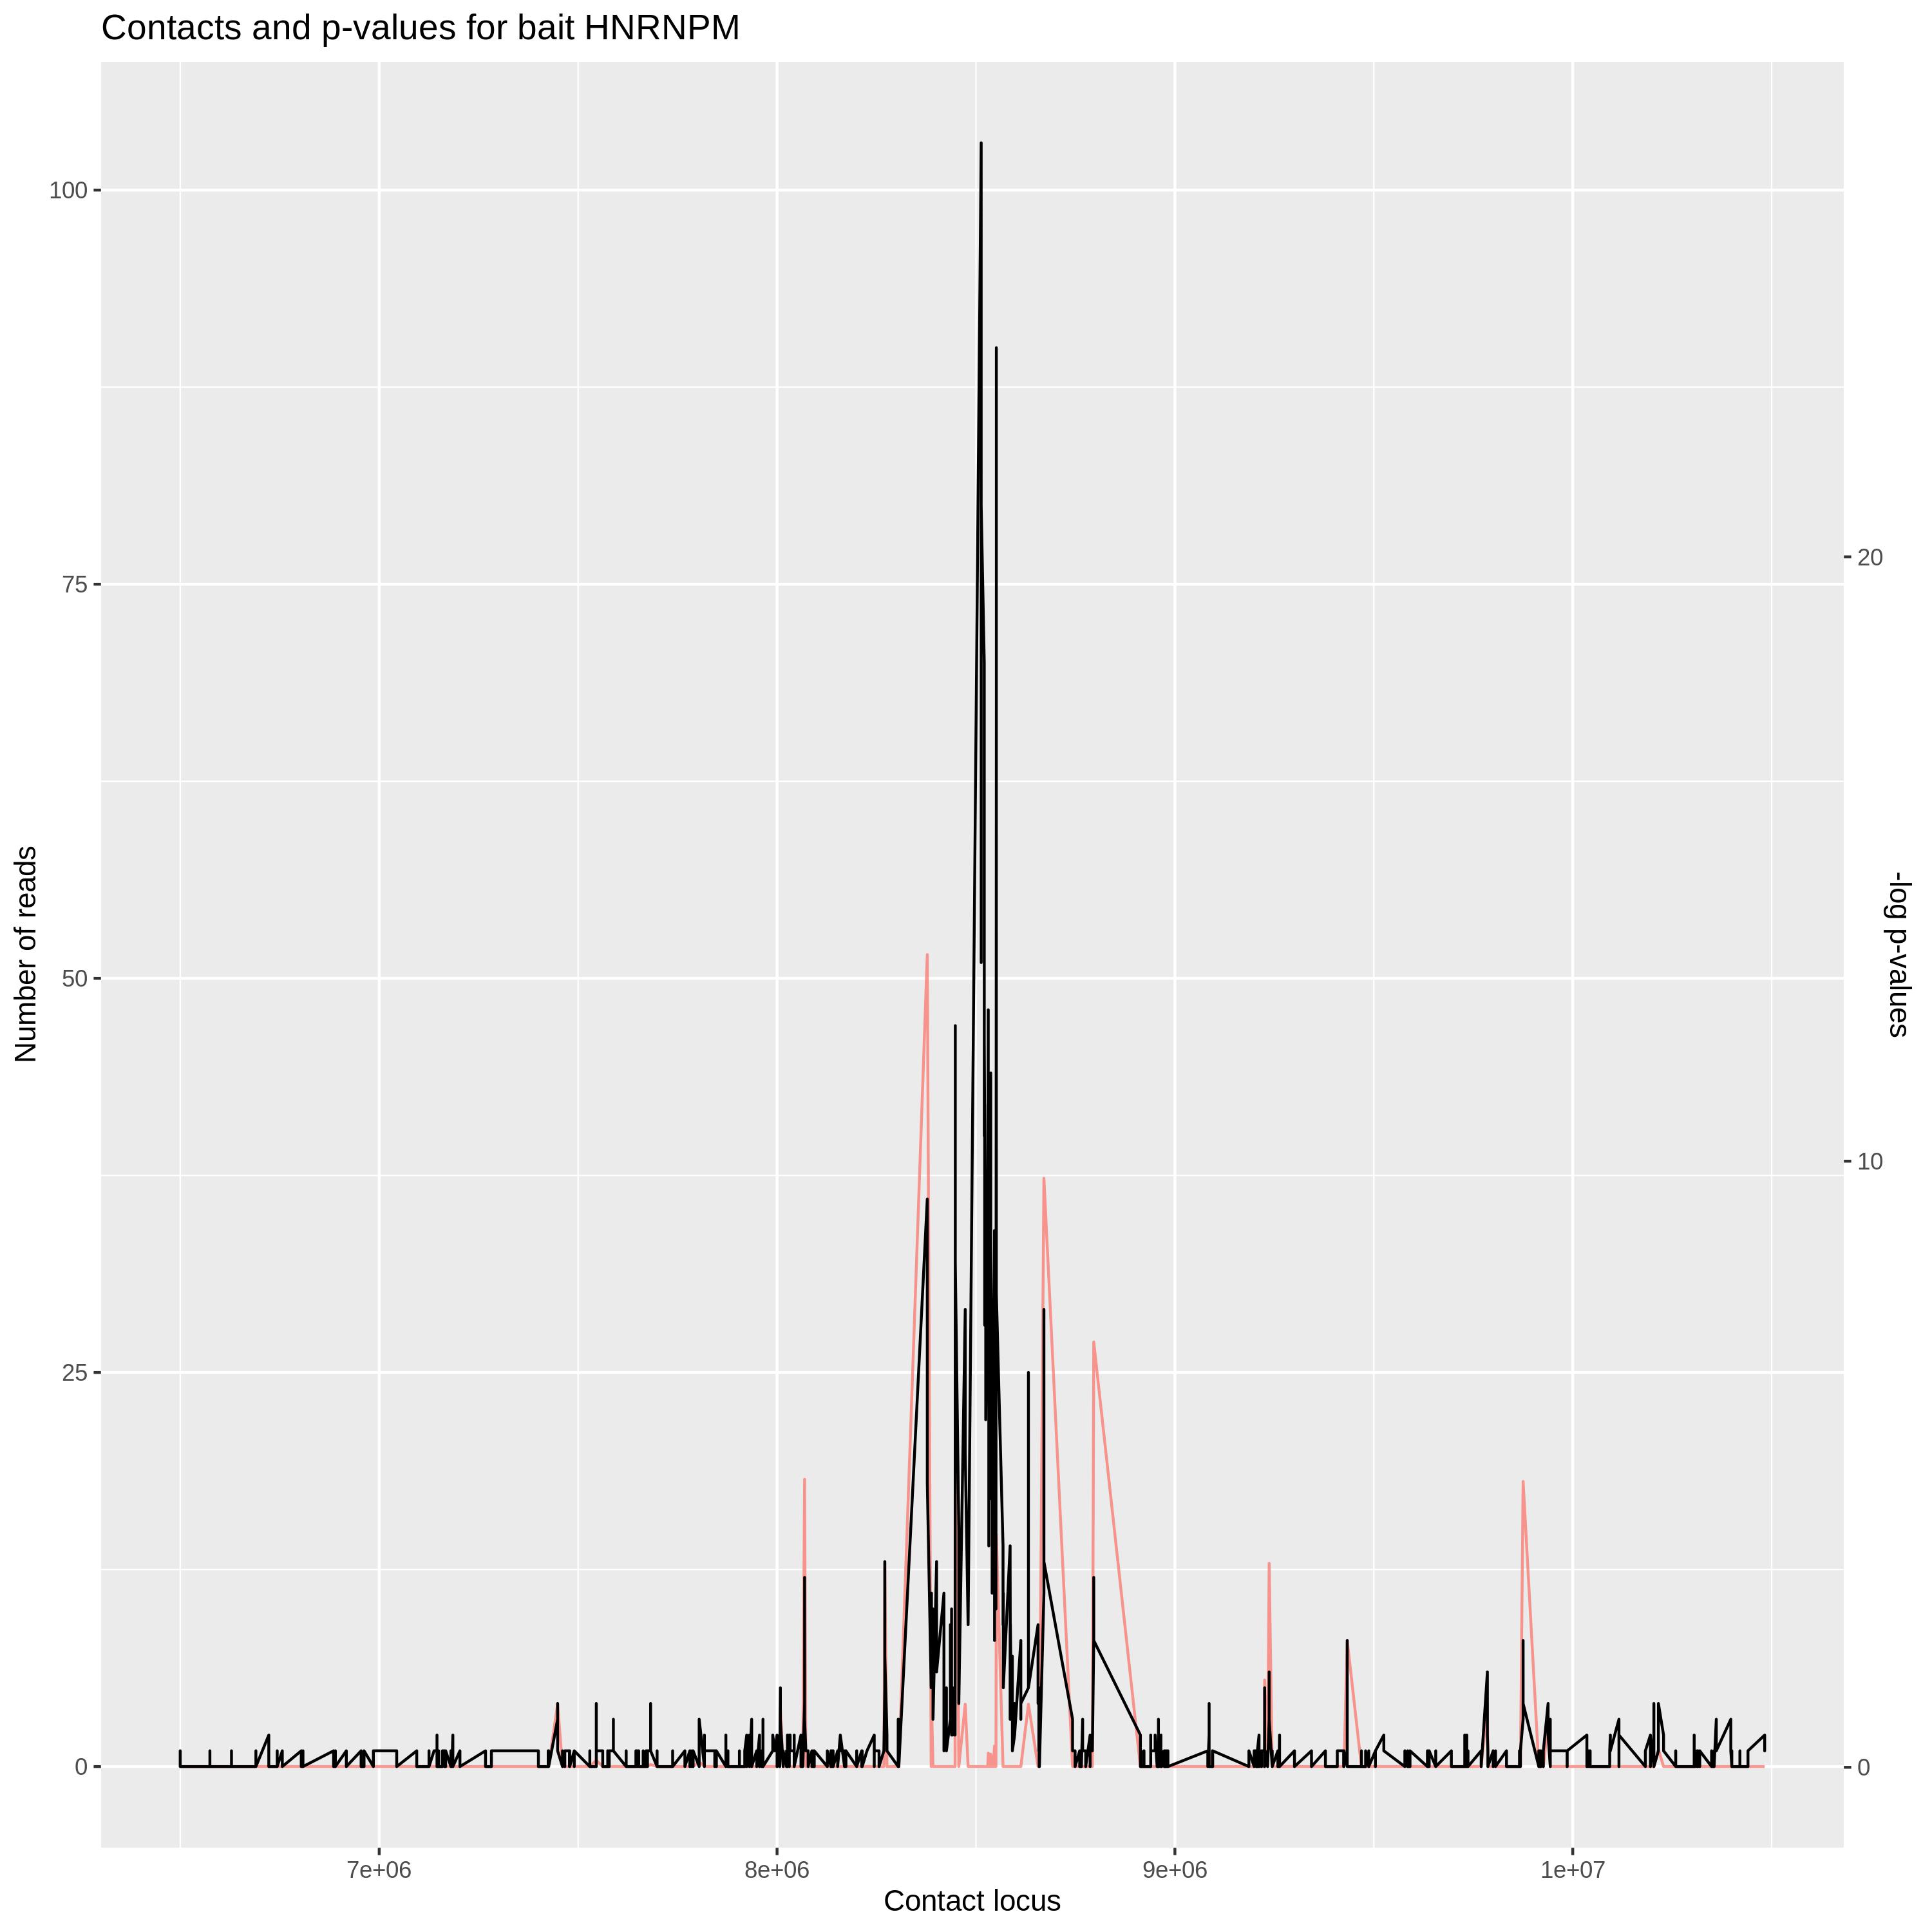 Contacts and p-values for bait HNRNPM
100
75
50
25
0
Number of reads
20
10
0
-log p-values
7e+06
8e+06
9e+06
1e+07
Contact locus